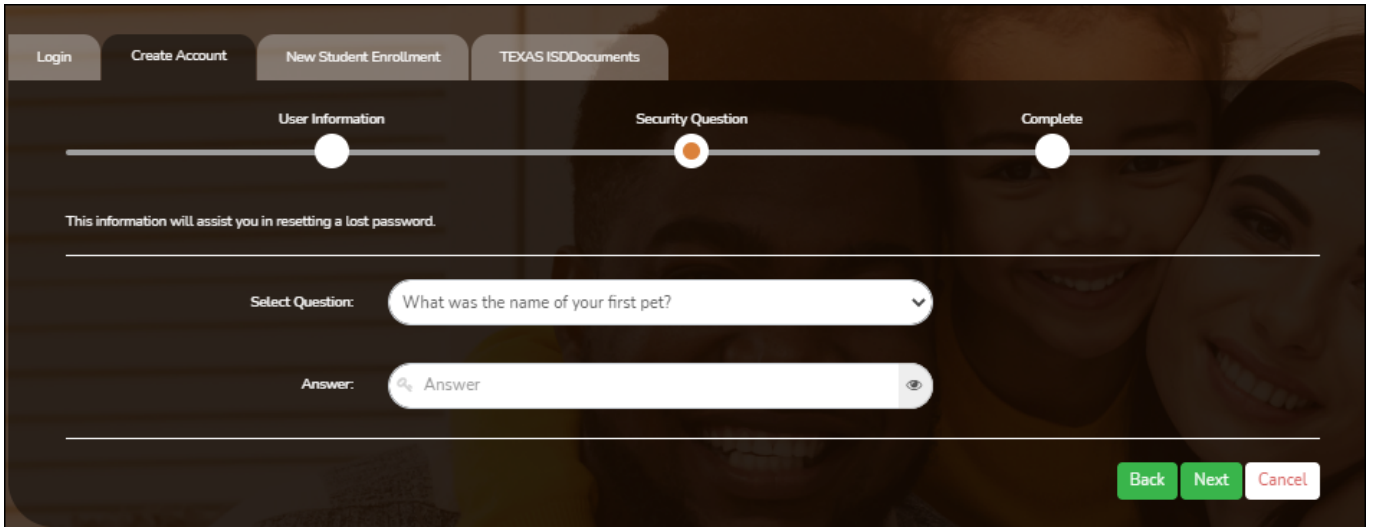 Login
Create Account
New Student Enrollment
TEXAS ISDDocuments
User Information
Security Question
Complete
This information will assist you in resetting a lost password.
Select Question:
What was the name of your first pet?
Answer:
Answer
Back
Next
Cancel